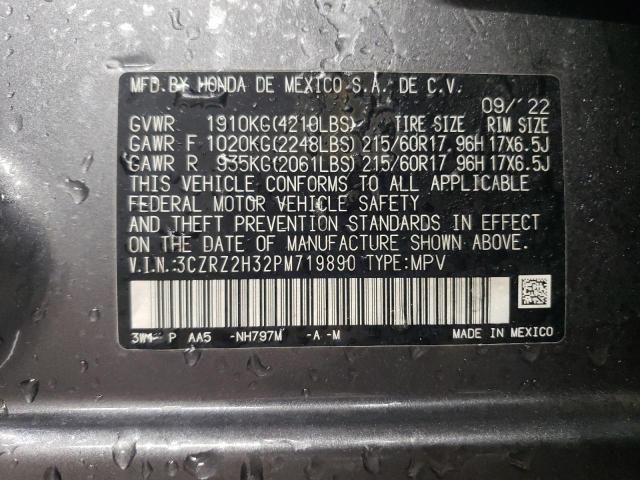 MFD. BY HONDA DE MEXICO S.A. DE C.V.
09/'22
GVWR 1910KG(4210LBS) TIRE SIZE RIM SIZE
GAWR F 1020KG(2248LBS) 215/60R17 96H 17X6.5J
GAWR R 935KG(2061LBS) 215/60R17 96H 17X6.5J
THIS VEHICLE CONFORMS TO ALL APPLICABLE
FEDERAL MOTOR VEHICLE SAFETY
AND THEFT PREVENTION STANDARDS IN EFFECT
ON THE DATE OF MANUFACTURE SHOWN ABOVE.
V.I.N.:3CZRZ2H32PM719890 TYPE:MPV
P AA5 -NH797M -A -M MADE IN MEXICO